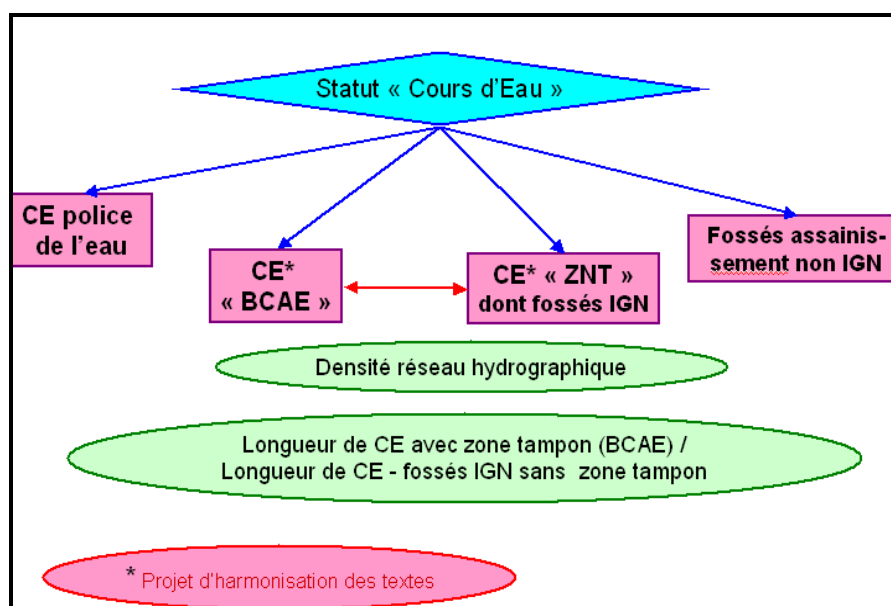 Statut « Cours d'Eau »
CE police
de l'eau
CE*
« BCAE »
CE* « ZNT »
dont fossés IGN
Fossés assainis-
sement non IGN
Densité réseau hydrographique
Longueur de CE avec zone tampon (BCAE) /
Longueur de CE - fossés IGN sans zone tampon
* Projet d'harmonisation des textes